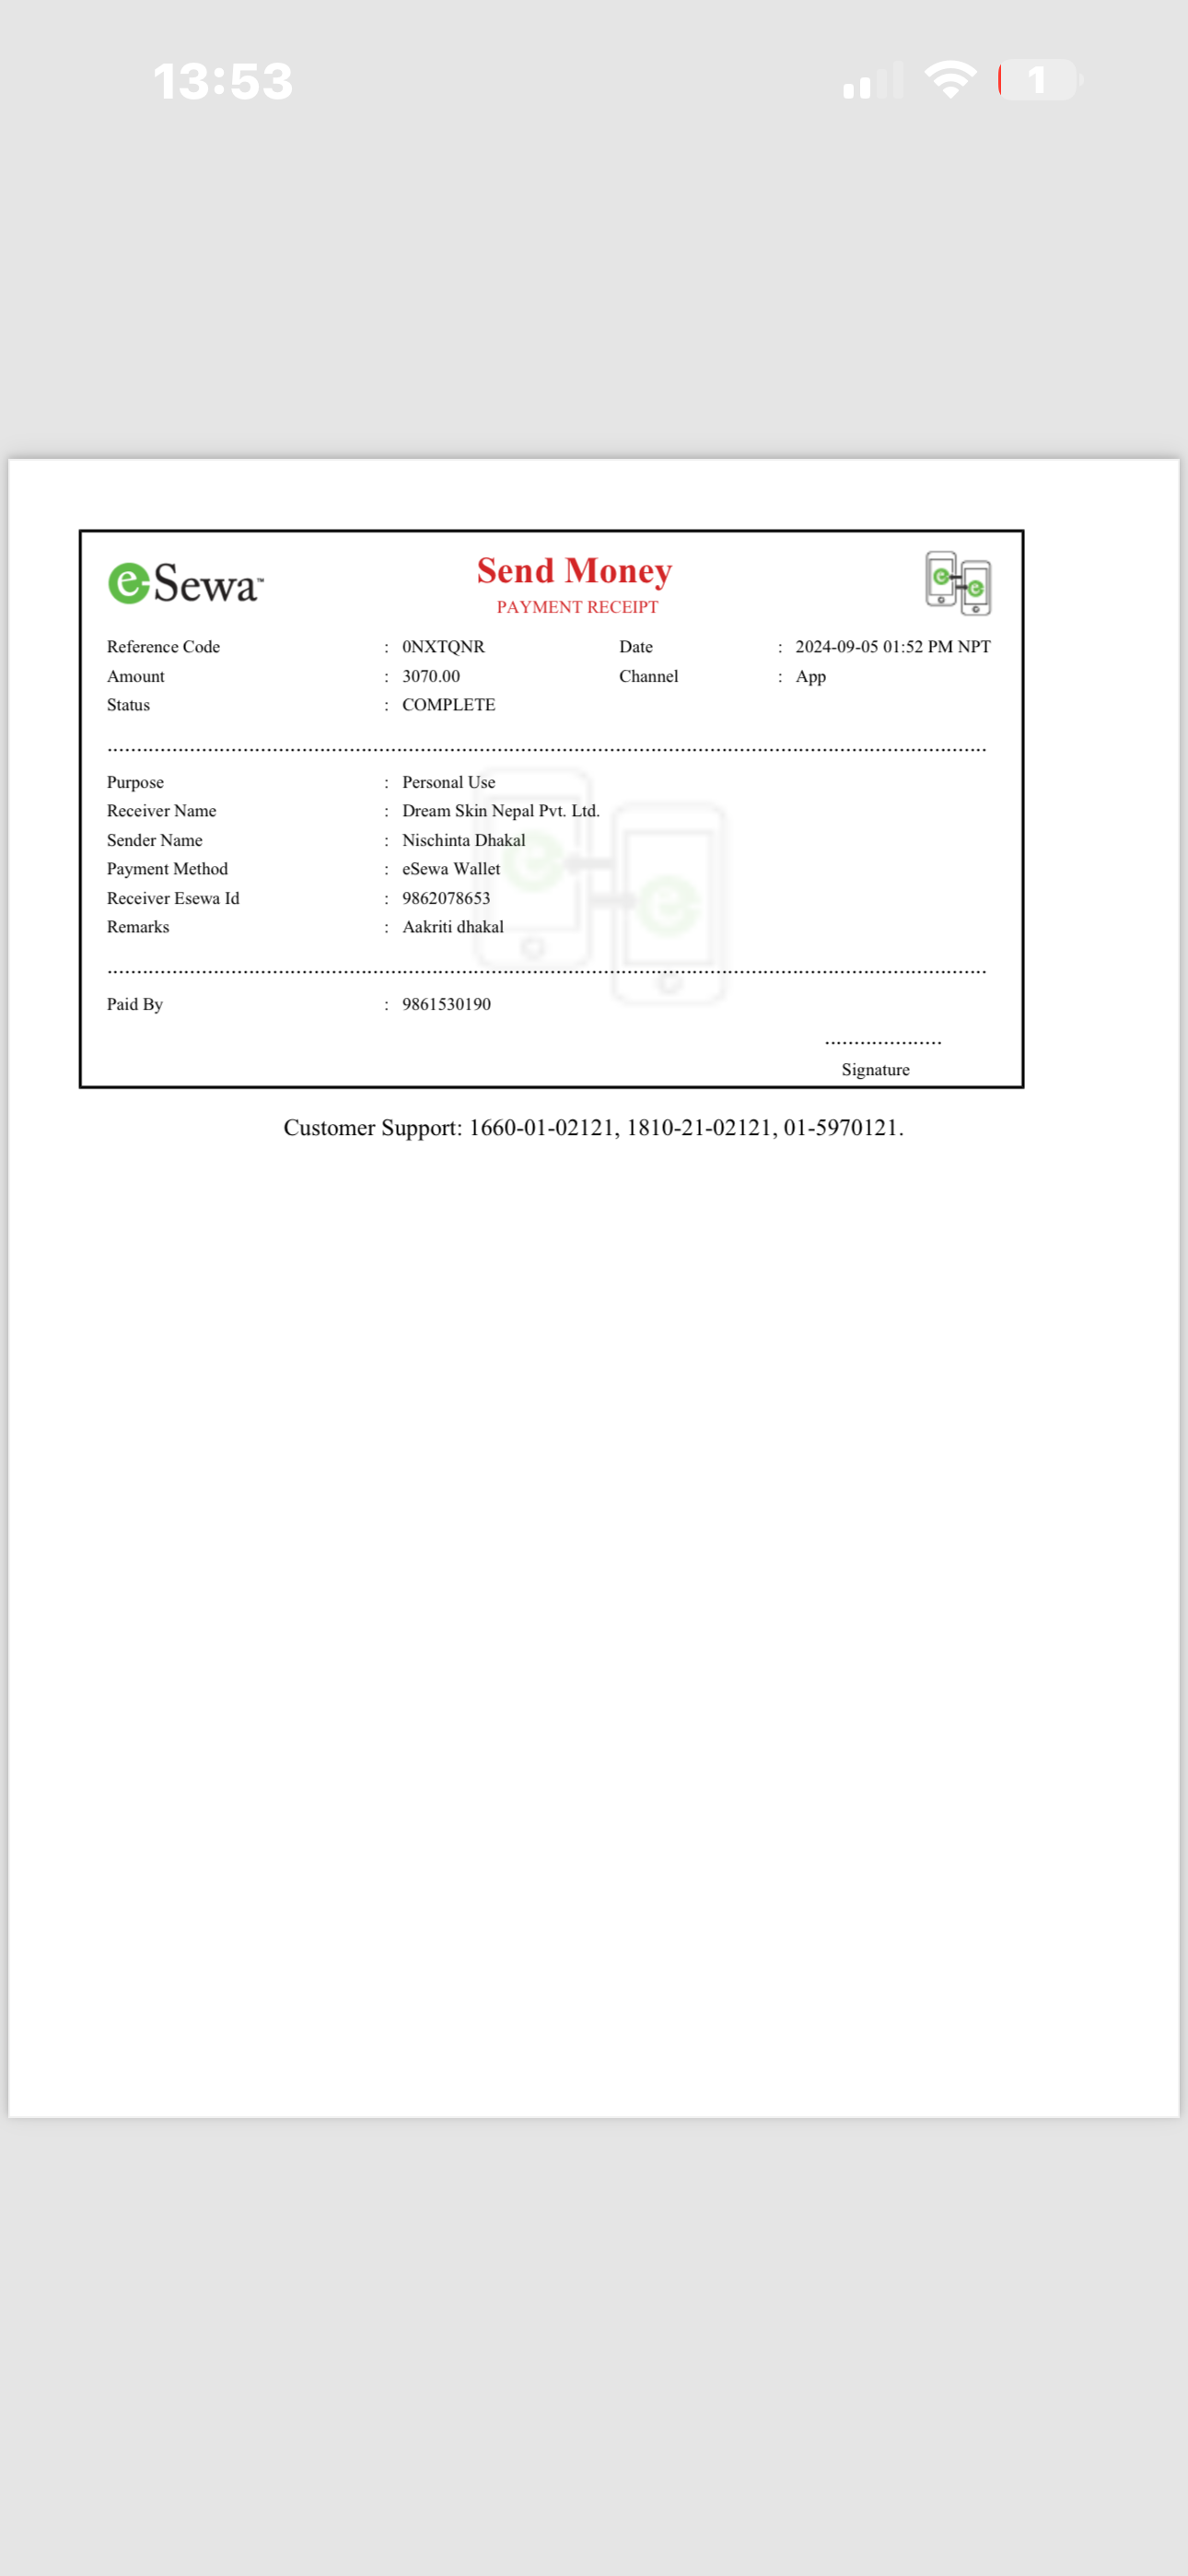 13:53 1
e-Sewa™
Send Money
PAYMENT RECEIPT
Reference Code : 0NXTQNR Date : 2024-09-05 01:52 PM NPT
Amount : 3070.00 Channel : App
Status : COMPLETE
Purpose : Personal Use
Receiver Name : Dream Skin Nepal Pvt. Ltd.
Sender Name : Nischinta Dhakal
Payment Method : eSewa Wallet
Receiver Esewa Id : 9862078653
Remarks : Aakriti dhakal
Paid By : 9861530190
Signature
Customer Support: 1660-01-02121, 1810-21-02121, 01-5970121.